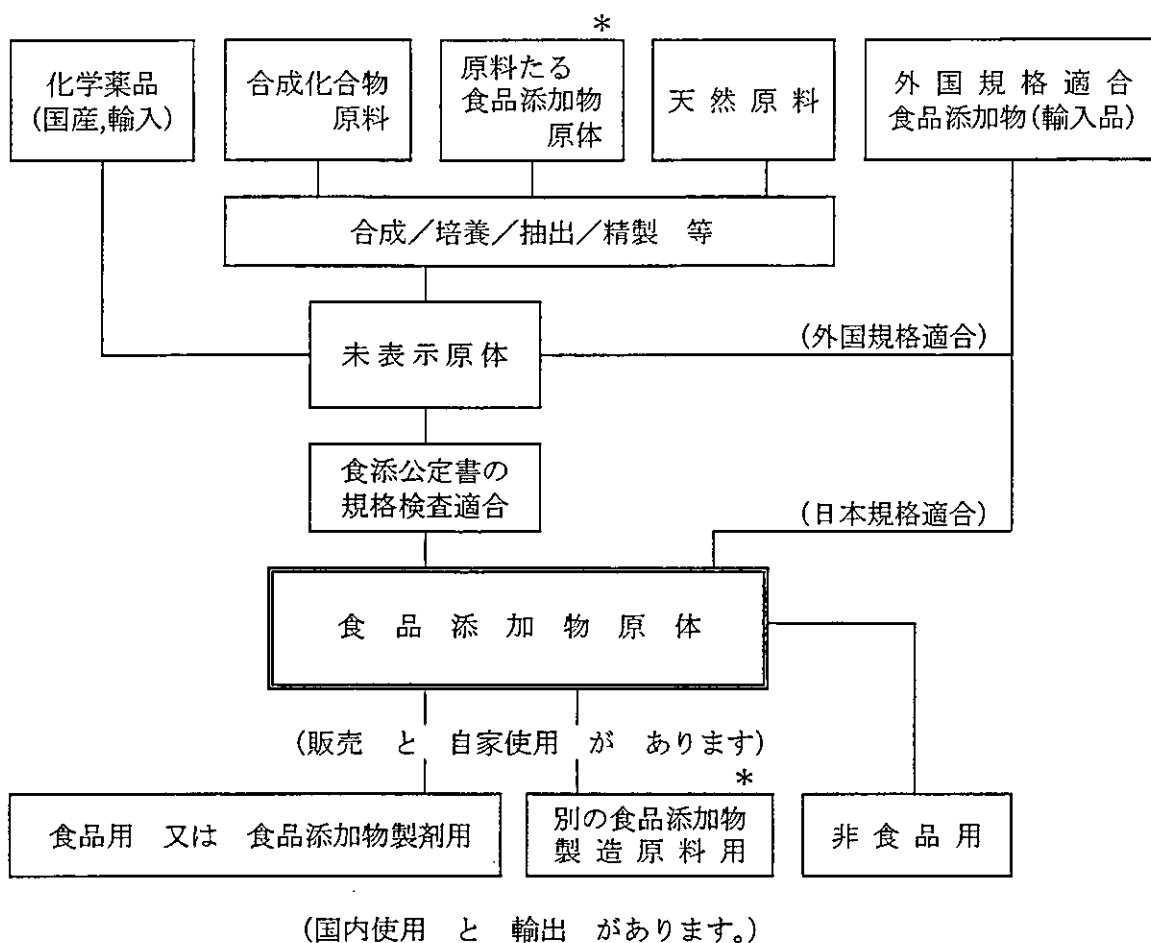 化学薬品
(国産,輸入)
合成化合物
原料
*
原料たる
食品添加物
原体
天然原料
外国規格適合
食品添加物(輸入品)
合成/培養/抽出/精製 等
未表示原体
(外国規格適合)
食添公定書の
規格検査適合
(日本規格適合)
食品添加物原体
(販売 と 自家使用 が あります)
食品用 又は 食品添加物製剤用
*
別の食品添加物
製造原料用
非食品用
(国内使用 と 輸出 があります。)